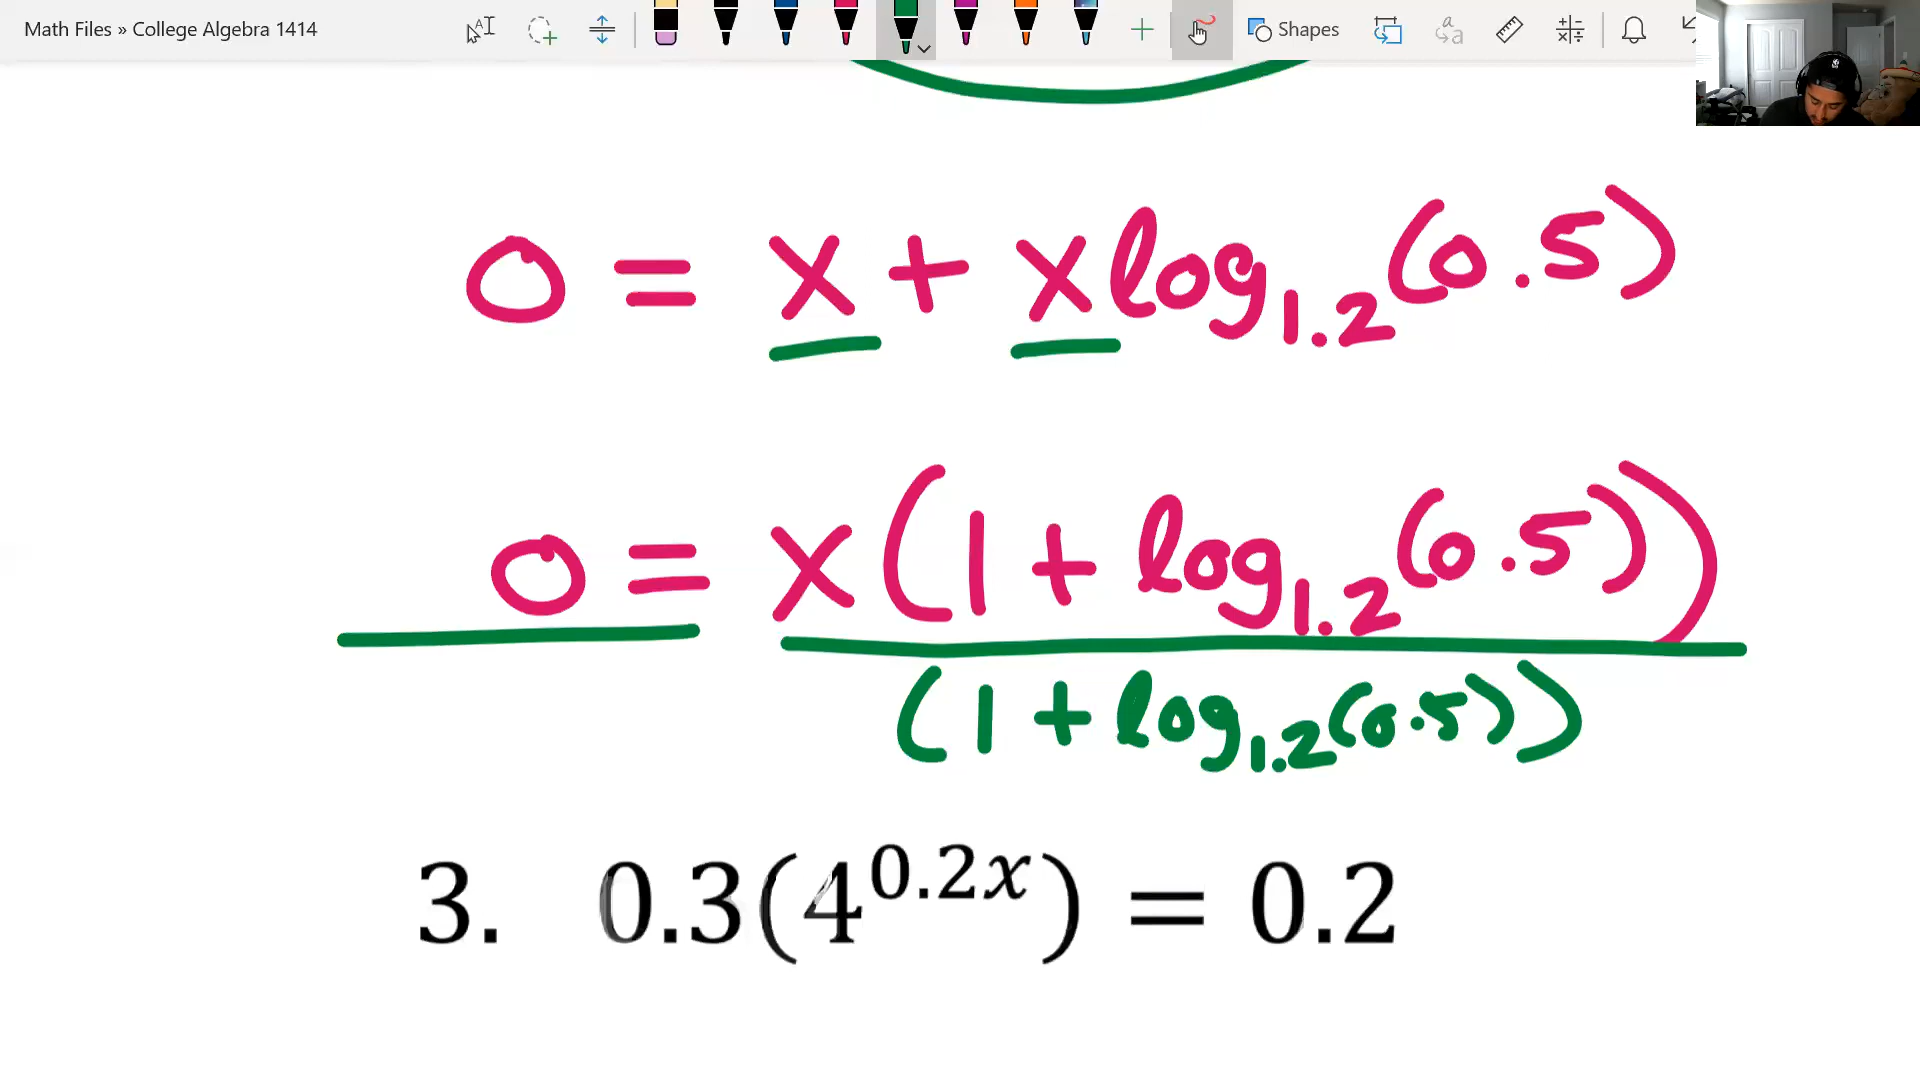 Math Files » College Algebra 1414 Shapes
0 = x + x log₁.₂(0.5)
0 = x(1 + log₁.₂(0.5))
(1 + log₁.₂(0.5))
3. 0.3(4^{0.2x}) = 0.2